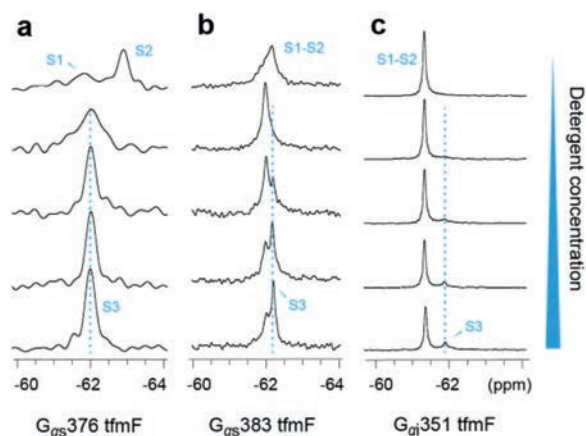 a b c
S1 S2 S1-S2 S1-S2
S3 S3 S3
-60 -62 -64 -60 -62 -64 -60 -62 (ppm)
Gαs376 tfmF Gαs383 tfmF Gαi351 tfmF
Detergent concentration